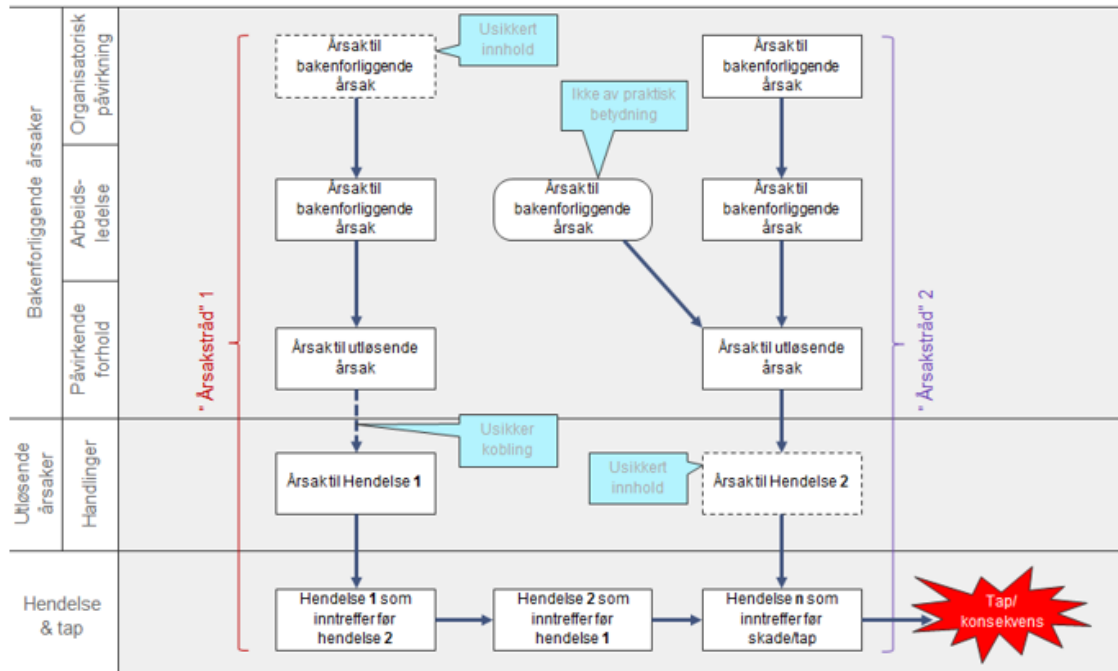 Bakenforliggende årsaker
Organisatorisk
påvirkning
Arbeids-
ledelse
Påvirkende
forhold
Utløsende
årsaker
Handlinger
Hendelse
& tap
" Årsakstråd" 1
Årsak til
bakenforliggende
årsak
Usikkert
innhold
Ikke av praktisk
betydning
Årsak til
bakenforliggende
årsak
Årsak til
bakenforliggende
årsak
Årsak til
bakenforliggende
årsak
Årsak til
bakenforliggende
årsak
Årsak til utløsende
årsak
Årsak til utløsende
årsak
" Årsakstråd" 2
Usikker
kobling
Årsak til Hendelse 1
Usikkert
innhold
Årsak til Hendelse 2
Hendelse 1 som
inntreffer før
hendelse 2
Hendelse 2 som
inntreffer før
hendelse 1
Hendelse n som
inntreffer før
skade/tap
Tap/
konsekvens